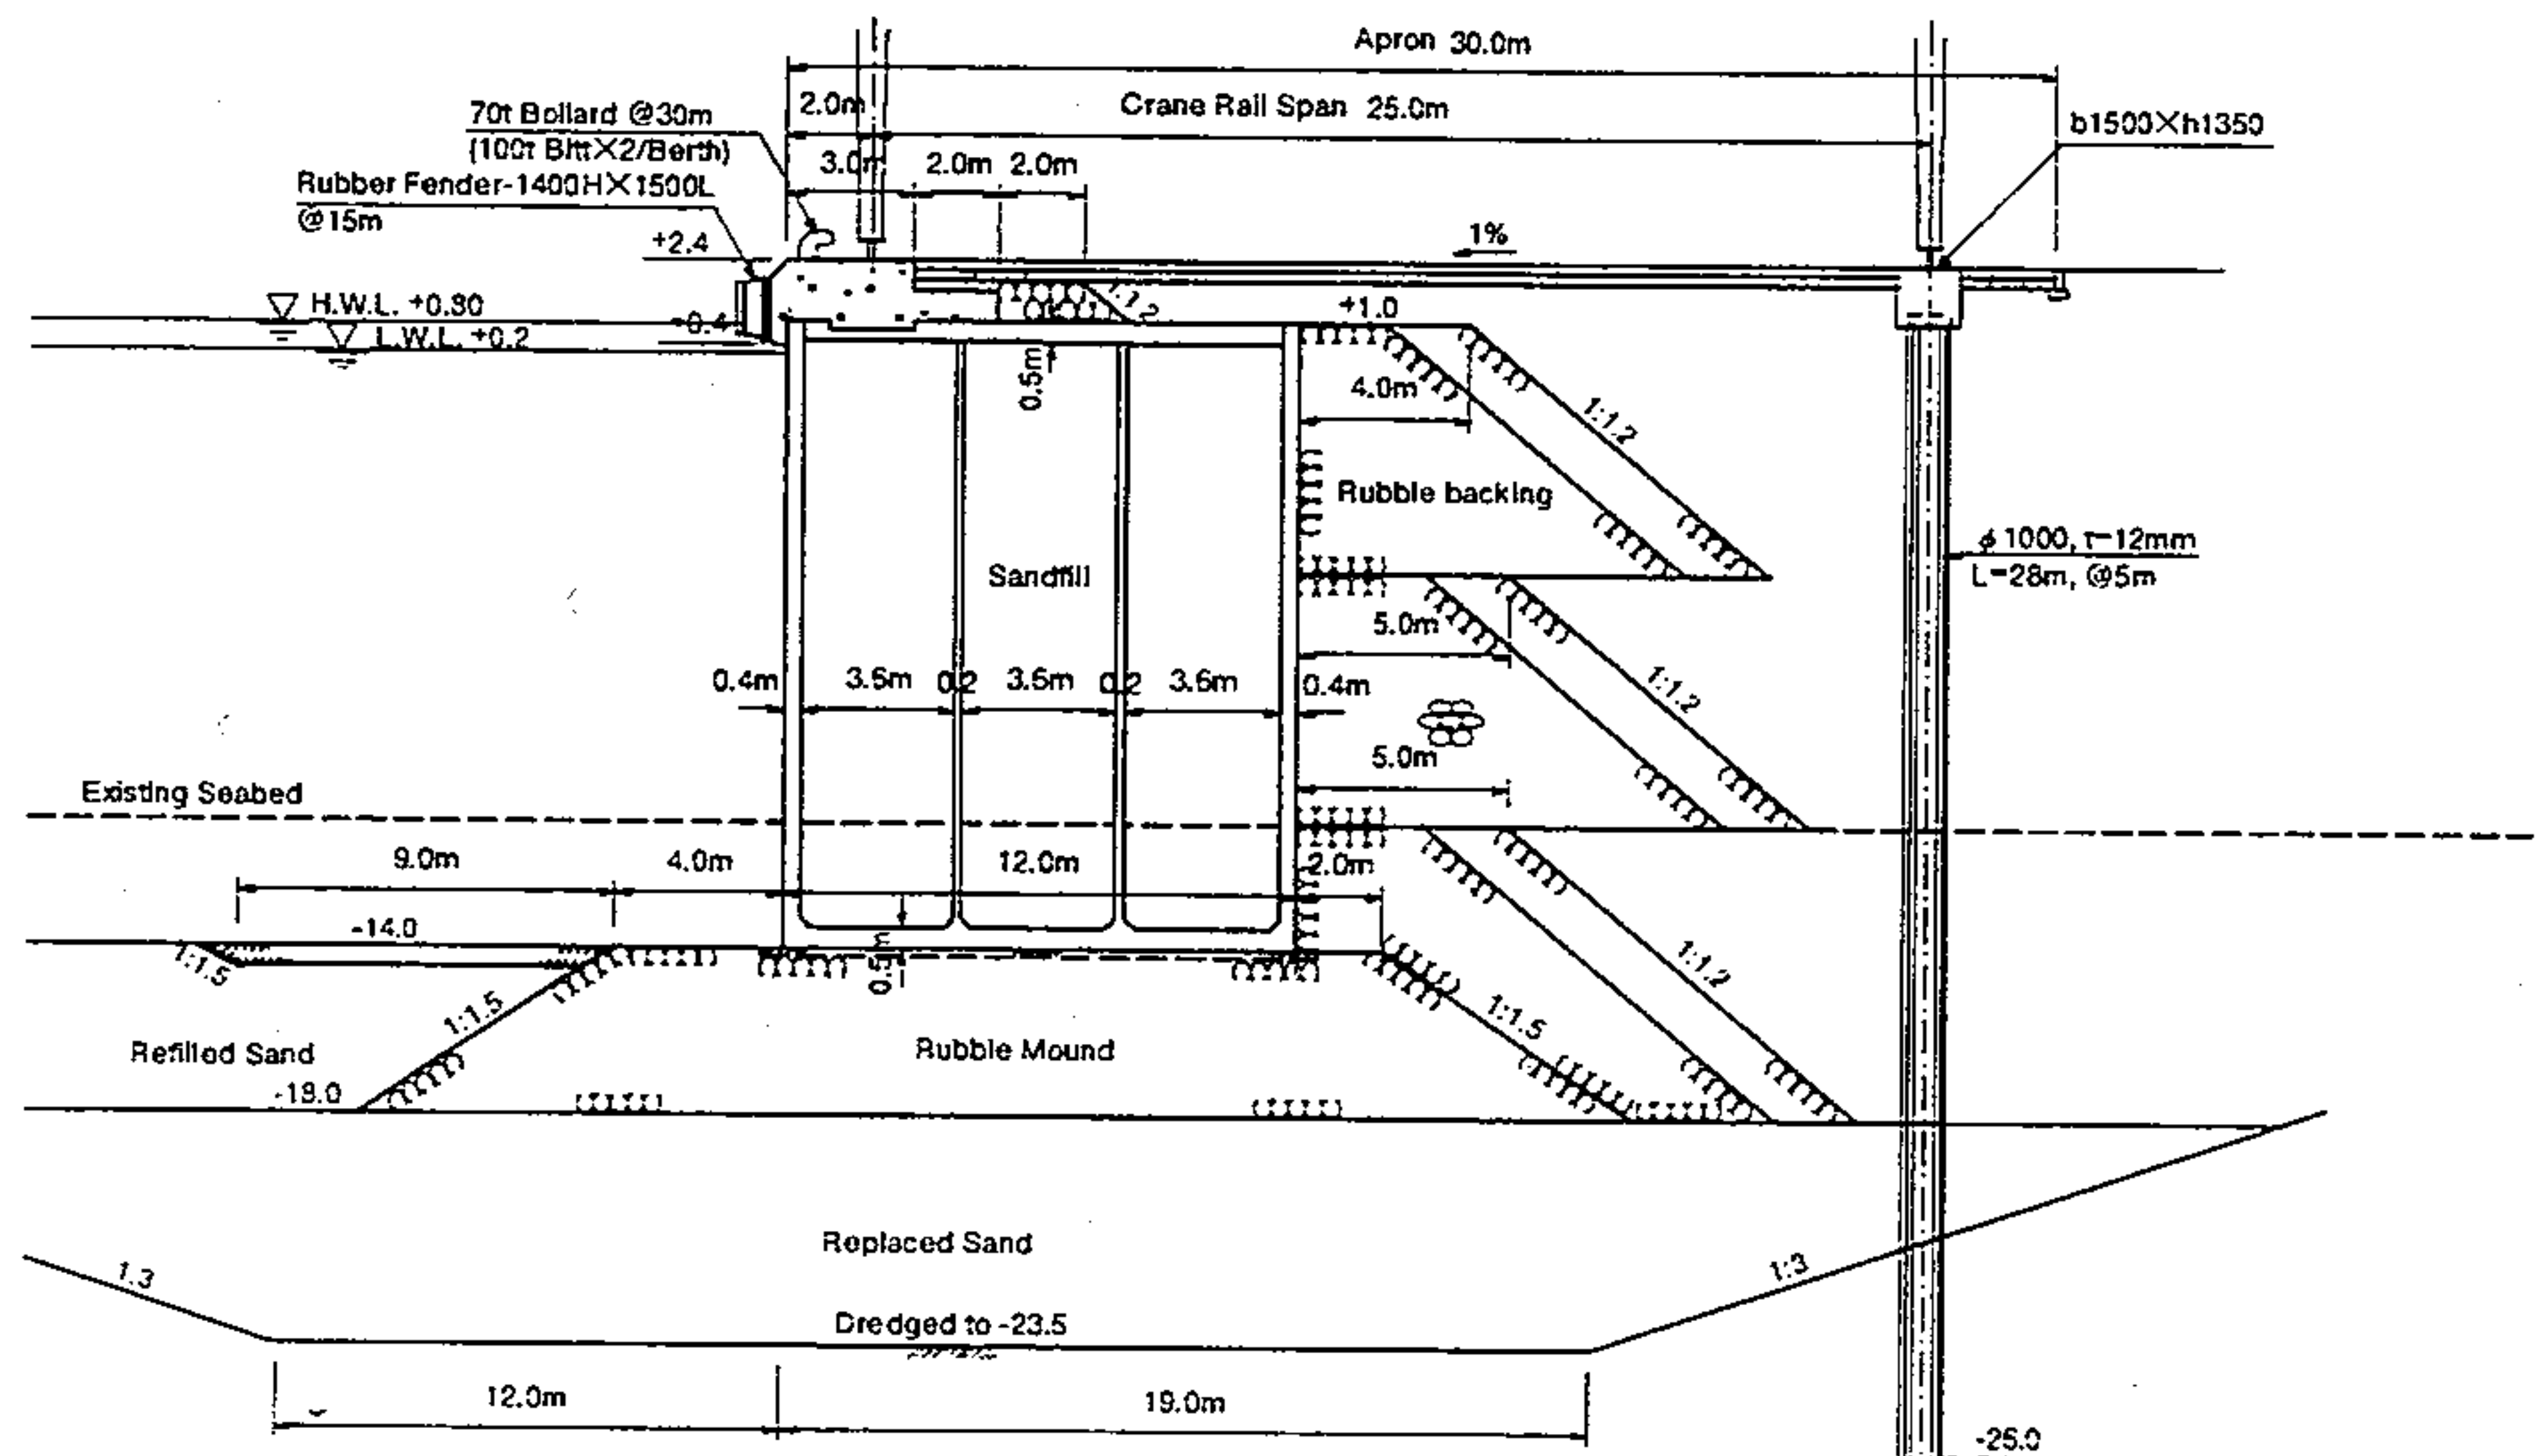 Apron 30.0m
2.0m
Crane Rail Span 25.0m
70t Bollard @30m
(100t Bitt×2/Berth)
b1500×h1350
3.0m
2.0m
2.0m
Rubber Fender-1400H×1500L
@15m
+2.4
1%
H.W.L. +0.80
1:1.2
+1.0
L.W.L. +0.2
0.5m
4.0m
1:1.2
Rubble backing
Sandfill
φ1000, t=12mm
L=28m, @5m
5.0m
0.4m
3.6m
0.2
3.6m
0.2
3.6m
0.4m
1:1.2
5.0m
Existing Seabed
9.0m
4.0m
12.0m
2.0m
-14.0
1:1.5
0.5m
1:1.2
1:1.5
1:1.5
Refilled Sand
Rubble Mound
-18.0
Replaced Sand
1:3
1:3
Dredged to -23.5
12.0m
19.0m